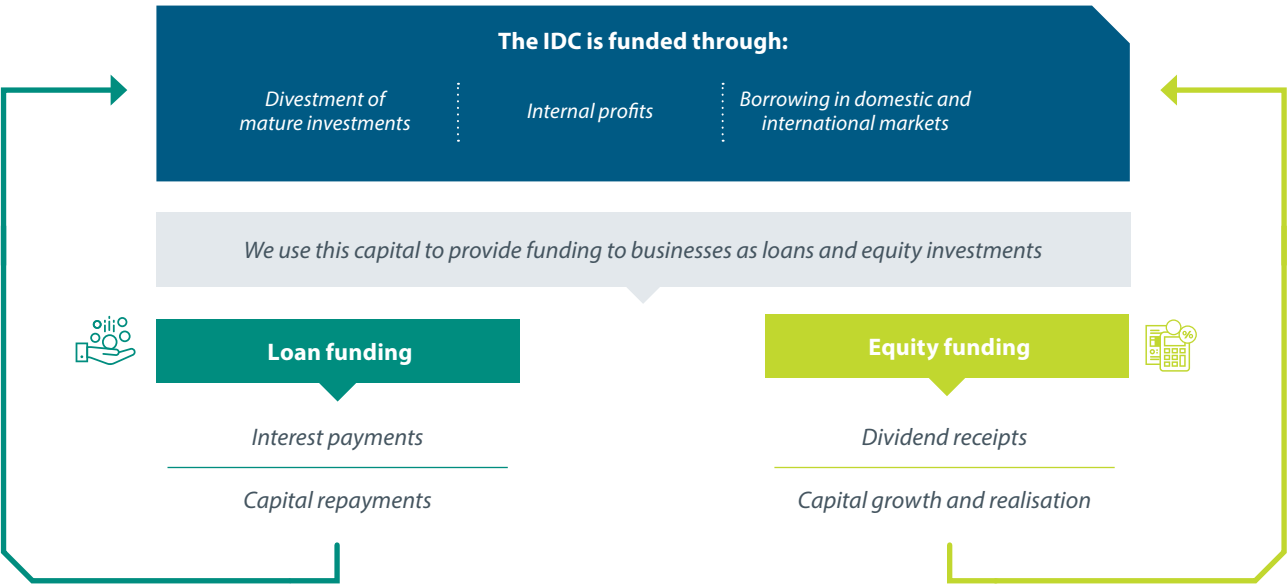 The IDC is funded through:
Divestment of
mature investments
Internal profits
Borrowing in domestic and
international markets
We use this capital to provide funding to businesses as loans and equity investments
Loan funding
Interest payments
Capital repayments
Equity funding
%
Dividend receipts
Capital growth and realisation